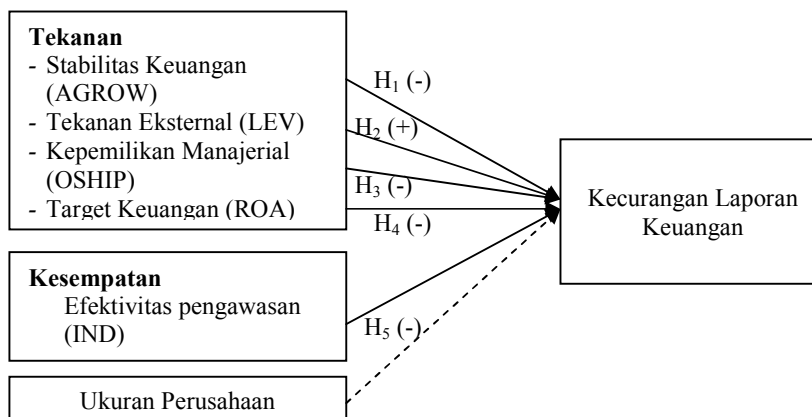 Tekanan
- Stabilitas Keuangan
(AGROW)
- Tekanan Eksternal (LEV)
- Kepemilikan Manajerial
(OSHIP)
- Target Keuangan (ROA)
H1 (-)
H2 (+)
H3 (-)
H4 (-)
Kecurangan Laporan
Keuangan
Kesempatan
Efektivitas pengawasan
(IND)
H5 (-)
Ukuran Perusahaan